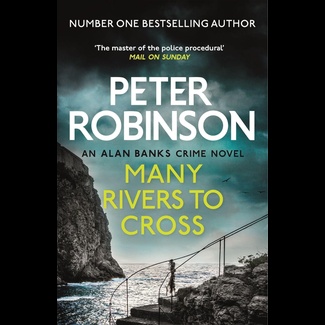 NUMBER ONE BESTSELLING AUTHOR
'The master of the police procedural'
MAIL ON SUNDAY
PETER
ROBINSON
AN ALAN BANKS CRIME NOVEL
MANY
RIVERS TO
CROSS